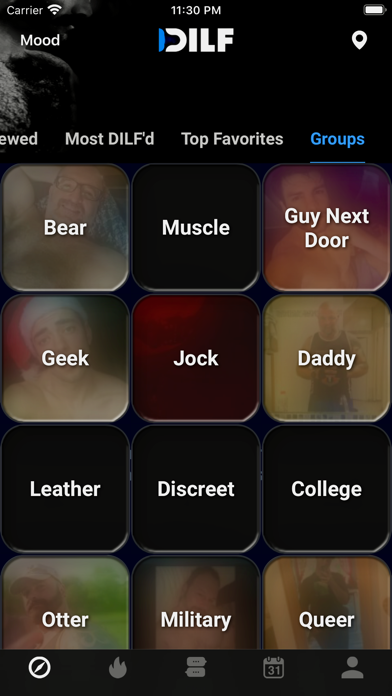 Carrier 11:30 PM
Mood DILF
ewed Most DILF'd Top Favorites Groups
Bear Muscle Guy Next
Door
Geek Jock Daddy
Leather Discreet College
Otter Military Queer
31